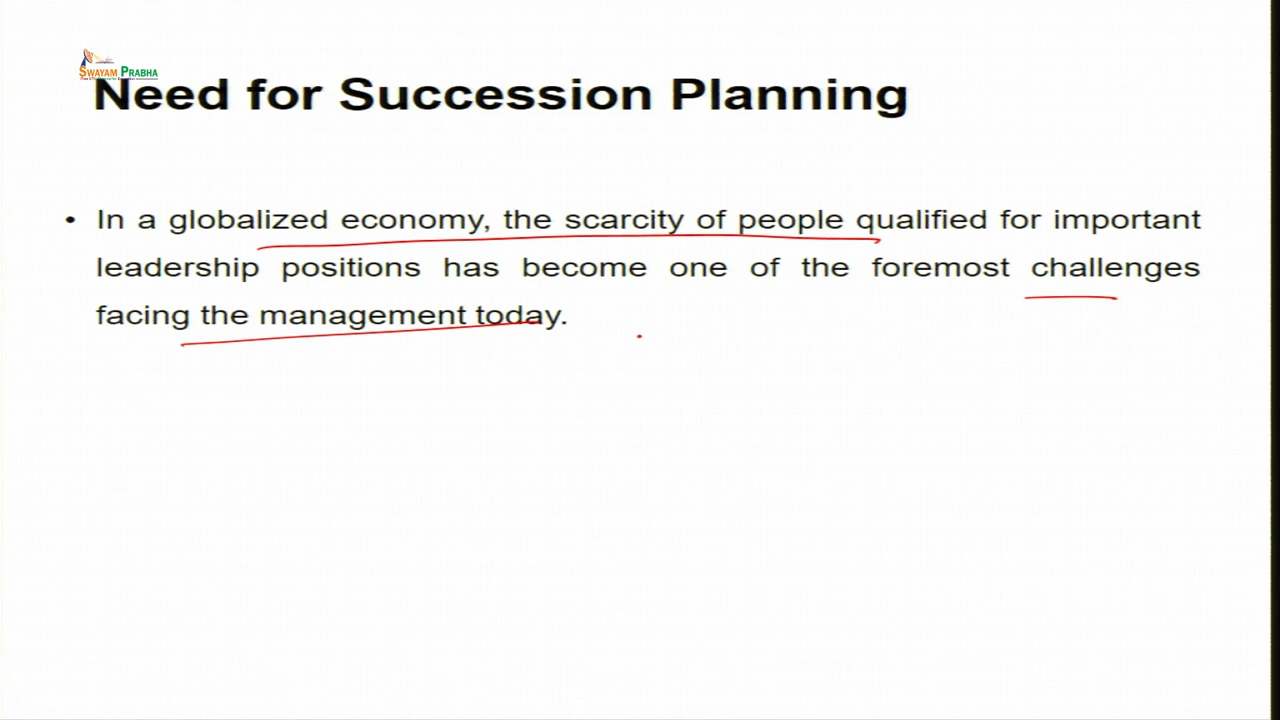 SWAYAM PRABHA
Need for Succession Planning
• In a globalized economy, the scarcity of people qualified for important
leadership positions has become one of the foremost challenges
facing the management today.